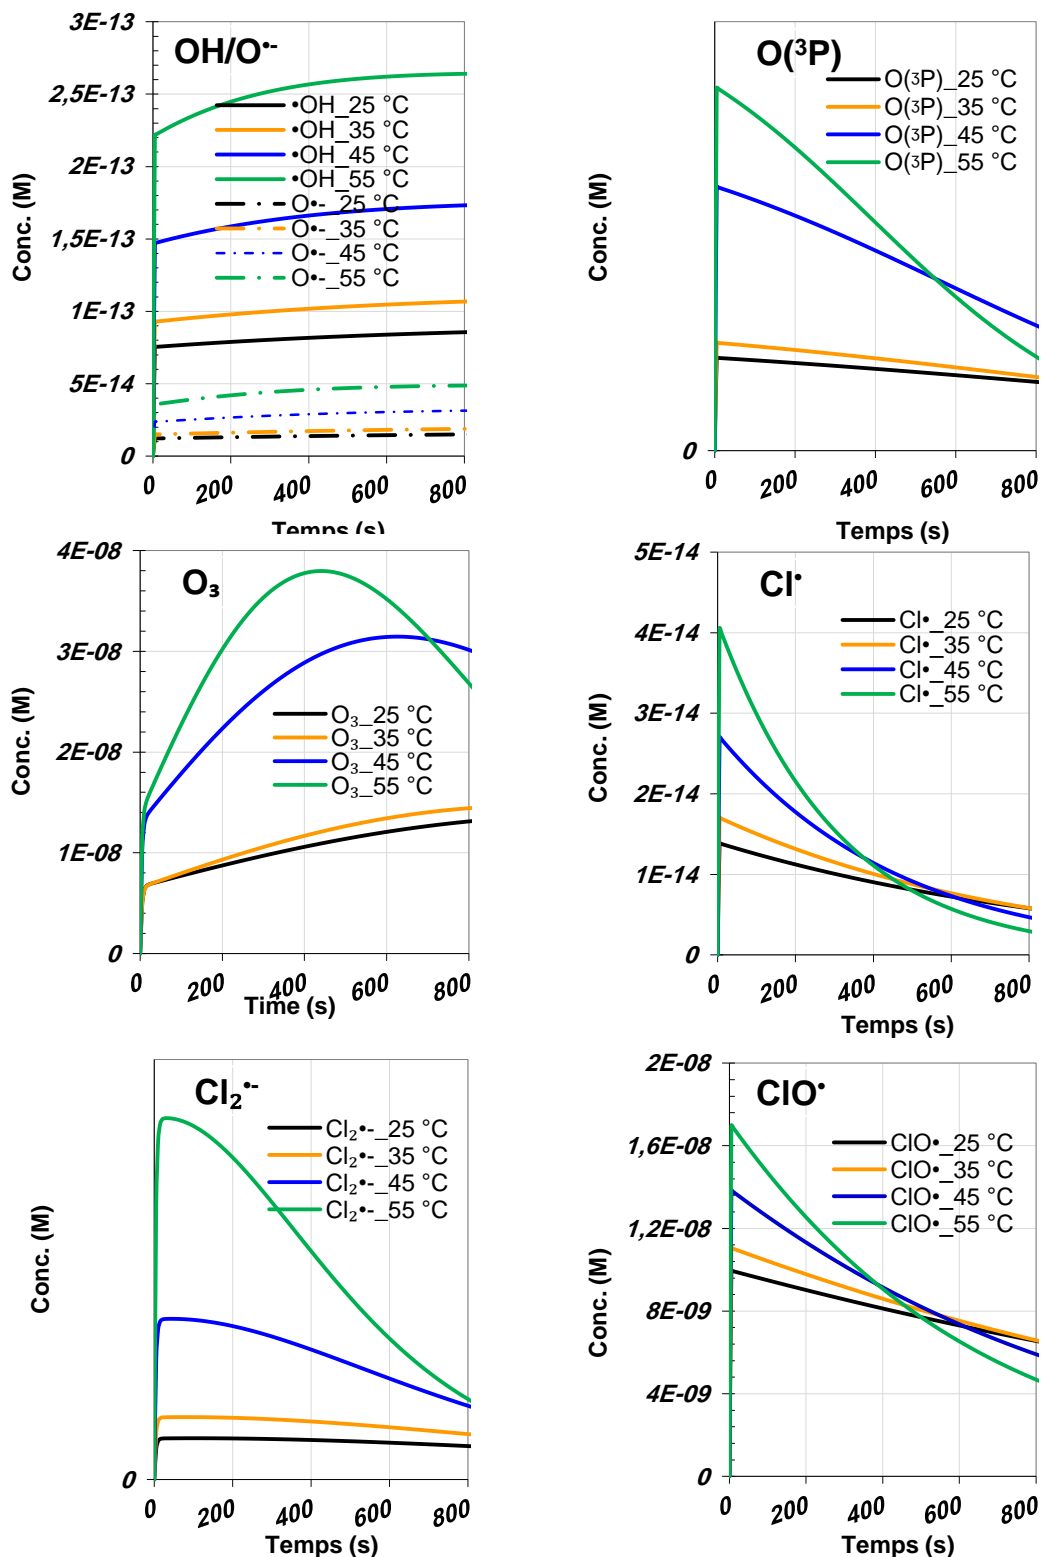 OH/O•-
3E-13
2,5E-13
2E-13
1,5E-13
1E-13
5E-14
0
Conc. (M)
•OH_25 °C
•OH_35 °C
•OH_45 °C
•OH_55 °C
O•-_25 °C
O•-_35 °C
O•-_45 °C
O•-_55 °C
0 200 400 600 800
Temps (s)
O(³P)
O(³P)_25 °C
O(³P)_35 °C
O(³P)_45 °C
O(³P)_55 °C
Conc. (M)
0
0 200 400 600 800
Temps (s)
O₃
4E-08
3E-08
2E-08
1E-08
0
Conc. (M)
O₃_25 °C
O₃_35 °C
O₃_45 °C
O₃_55 °C
0 200 400 600 800
Time (s)
Cl•
5E-14
4E-14
3E-14
2E-14
1E-14
0
Conc. (M)
Cl•_25 °C
Cl•_35 °C
Cl•_45 °C
Cl•_55 °C
0 200 400 600 800
Temps (s)
Cl₂•-
Cl₂•-_25 °C
Cl₂•-_35 °C
Cl₂•-_45 °C
Cl₂•-_55 °C
Conc. (M)
0
0 200 400 600 800
Temps (s)
ClO•
2E-08
1,6E-08
1,2E-08
8E-09
4E-09
0
Conc. (M)
ClO•_25 °C
ClO•_35 °C
ClO•_45 °C
ClO•_55 °C
0 200 400 600 800
Temps (s)